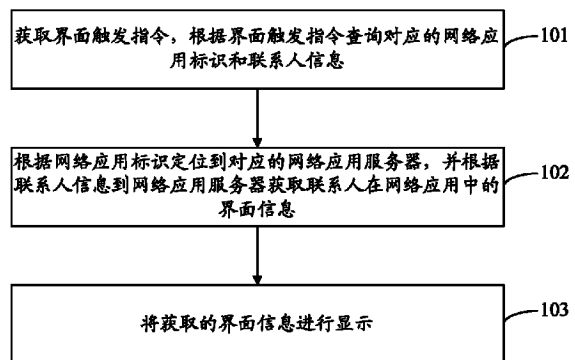 获取界面触发指令，根据界面触发指令查询对应的网络应
用标识和联系人信息
101
根据网络应用标识定位到对应的网络应用服务器，并根据
联系人信息到网络应用服务器获取联系人在网络应用中的
界面信息
102
将获取的界面信息进行显示
103